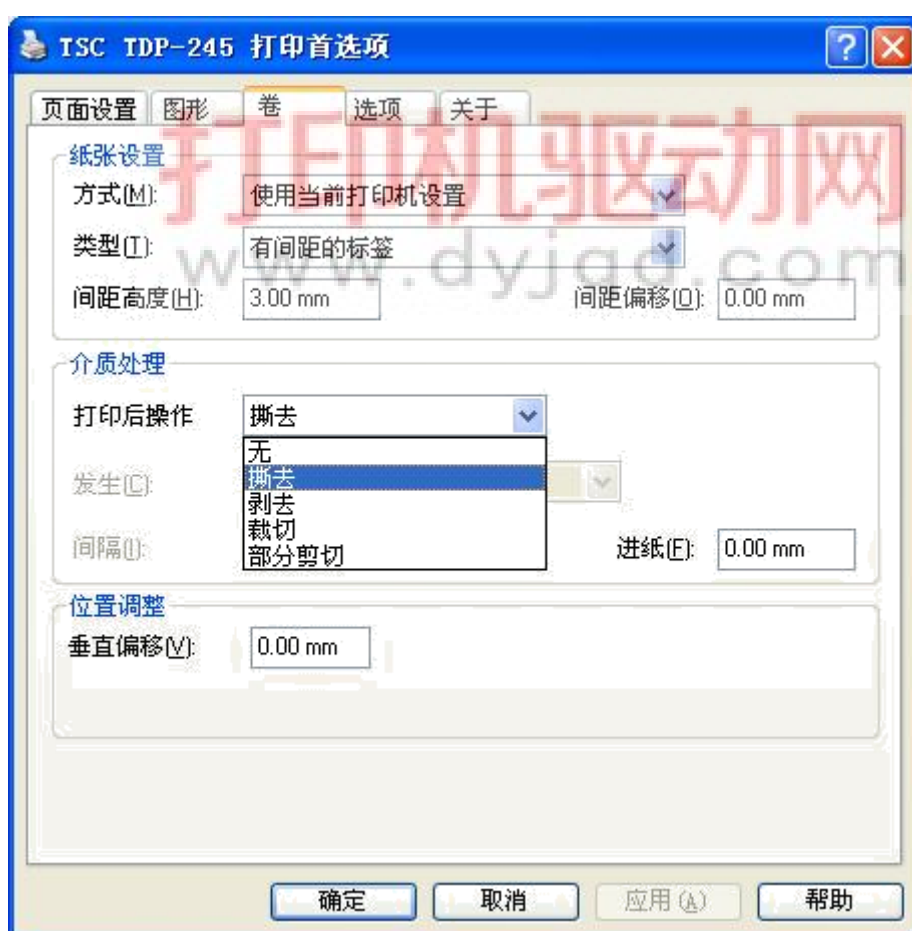 TSC TDP-245 打印首选项
页面设置 图形 卷 选项 关于
打印机驱动网
www.dyjqd.com
纸张设置
方式(M): 使用当前打印机设置
类型(T): 有间距的标签
间距高度(H): 3.00 mm 间距偏移(O): 0.00 mm
介质处理
打印后操作 撕去
无
撕去
剥去
裁切
部分剪切
发生(C):
间隔(I):
进纸(F): 0.00 mm
位置调整
垂直偏移(V): 0.00 mm
确定 取消 应用(A) 帮助